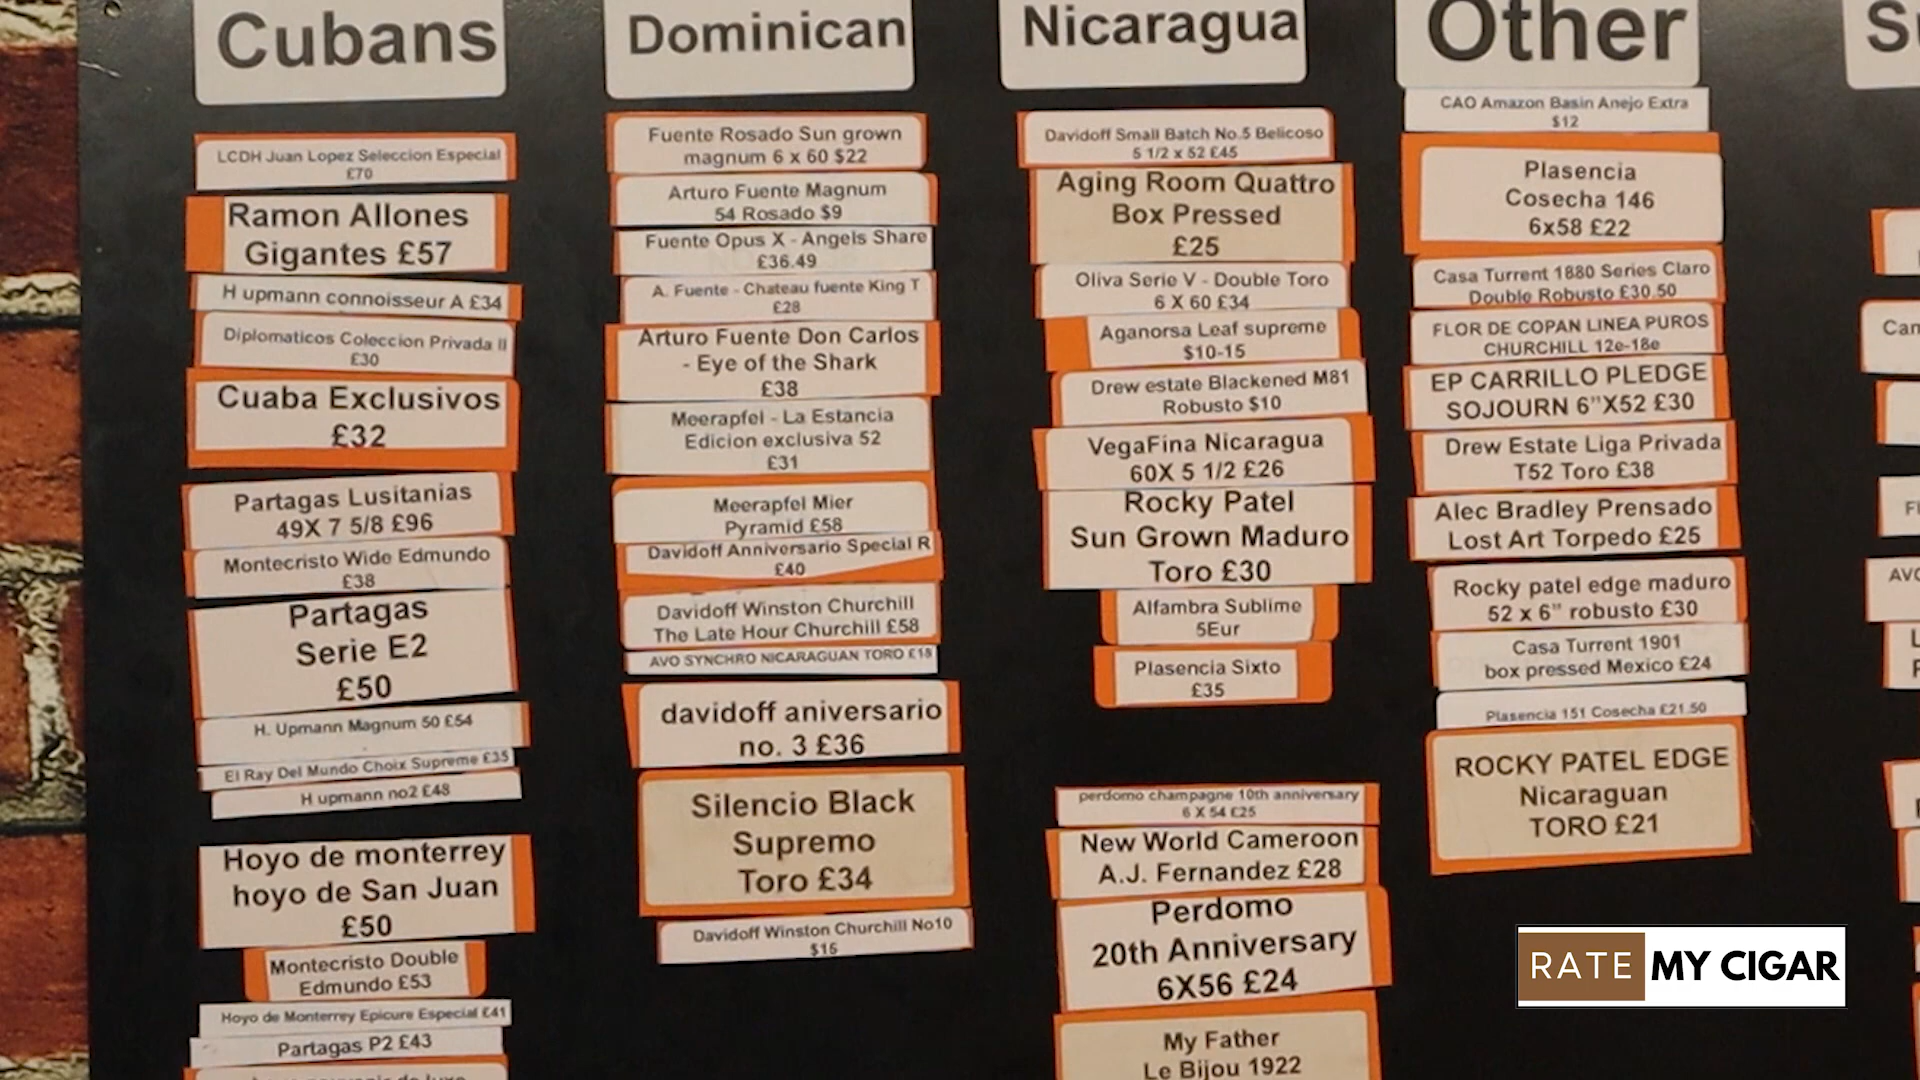 Cubans
LCDH Juan Lopez Seleccion Especial
£70
Ramon Allones
Gigantes £57
H upmann connoisseur A £34
Diplomaticos Coleccion Privada II
£30
Cuaba Exclusivos
£32
Partagas Lusitanias
49X 7 5/8 £96
Montecristo Wide Edmundo
£38
Partagas
Serie E2
£50
H. Upmann Magnum 50 £54
El Ray Del Mundo Choix Supreme £35
H upmann no2 £48
Hoyo de monterrey
hoyo de San Juan
£50
Montecristo Double
Edmundo £53
Hoyo de Monterrey Epicure Especial £41
Partagas P2 £43
Dominican
Fuente Rosado Sun grown
magnum 6 x 60 $22
Arturo Fuente Magnum
54 Rosado $9
Fuente Opus X - Angels Share
£36.49
A. Fuente - Chateau fuente King T
£28
Arturo Fuente Don Carlos
- Eye of the Shark
£38
Meerapfel - La Estancia
Edicion exclusiva 52
£31
Meerapfel Mier
Pyramid £58
Davidoff Anniversario Special R
£40
Davidoff Winston Churchill
The Late Hour Churchill £58
AVO SYNCHRO NICARAGUAN TORO £18
davidoff aniversario
no. 3 £36
Silencio Black
Supremo
Toro £34
Davidoff Winston Churchill No10
$15
Nicaragua
Davidoff Small Batch No.5 Belicoso
5 1/2 x 52 £45
Aging Room Quattro
Box Pressed
£25
Oliva Serie V - Double Toro
6 X 60 £34
Aganorsa Leaf supreme
$10-15
Drew estate Blackened M81
Robusto $10
VegaFina Nicaragua
60X 5 1/2 £26
Rocky Patel
Sun Grown Maduro
Toro £30
Alfambra Sublime
5Eur
Plasencia Sixto
£35
perdomo champagne 10th anniversary
6 X 54 £25
New World Cameroon
A.J. Fernandez £28
Perdomo
20th Anniversary
6X56 £24
My Father
Le Bijou 1922
Other
CAO Amazon Basin Anejo Extra
$12
Plasencia
Cosecha 146
6x58 £22
Casa Turrent 1880 Series Claro
Double Robusto £30.50
FLOR DE COPAN LINEA PUROS
CHURCHILL 12e-18e
EP CARRILLO PLEDGE
SOJOURN 6”X52 £30
Drew Estate Liga Privada
T52 Toro £38
Alec Bradley Prensado
Lost Art Torpedo £25
Rocky patel edge maduro
52 x 6” robusto £30
Casa Turrent 1901
box pressed Mexico £24
Plasencia 151 Cosecha £21.50
ROCKY PATEL EDGE
Nicaraguan
TORO £21
RATE MY CIGAR